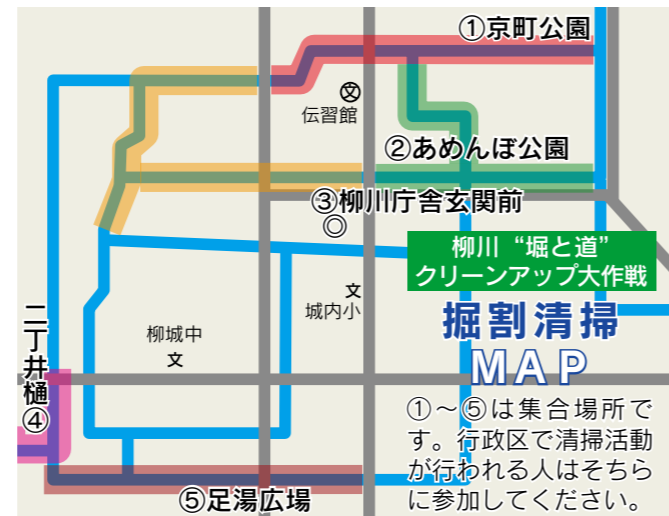 ①京町公園
文
伝習館
②あめんぼ公園
③柳川庁舎玄関前
◎
柳川“堀と道”
クリーンアップ大作戦
文
城内小
掘割清掃
MAP
柳城中
文
二丁井樋④
①～⑤は集合場所で
す。行政区で清掃活動
が行われる人はそちら
に参加してください。
⑤足湯広場